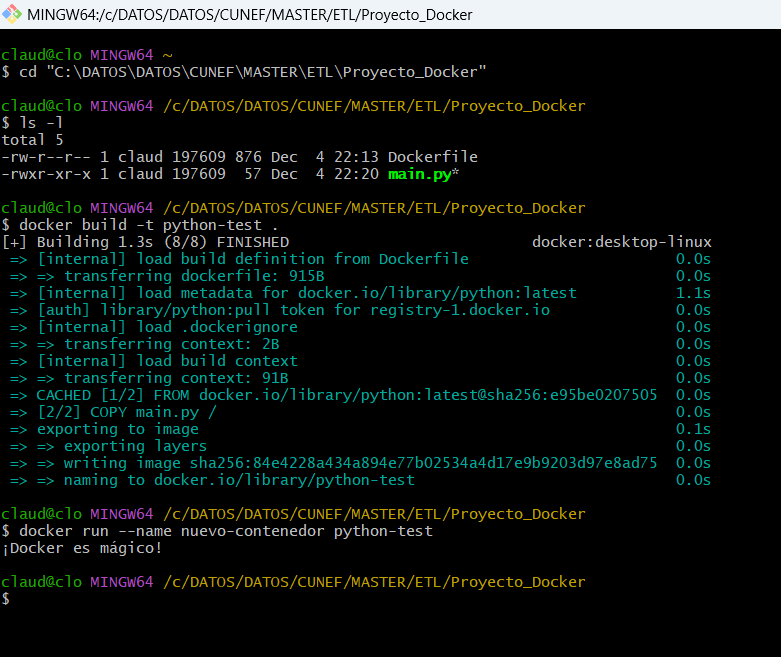 MINGW64:/c/DATOS/DATOS/CUNEF/MASTER/ETL/Proyecto_Docker
claud@clo MINGW64 ~
$ cd "C:\DATOS\DATOS\CUNEF\MASTER\ETL\Proyecto_Docker"
claud@clo MINGW64 /c/DATOS/DATOS/CUNEF/MASTER/ETL/Proyecto_Docker
$ ls -l
total 5
-rw-r--r-- 1 claud 197609 876 Dec  4 22:13 Dockerfile
-rwxr-xr-x 1 claud 197609  57 Dec  4 22:20 main.py*
claud@clo MINGW64 /c/DATOS/DATOS/CUNEF/MASTER/ETL/Proyecto_Docker
$ docker build -t python-test .
[+] Building 1.3s (8/8) FINISHED docker:desktop-linux
=> [internal] load build definition from Dockerfile 0.0s
=> => transferring dockerfile: 915B 0.0s
=> [internal] load metadata for docker.io/library/python:latest 1.1s
=> [auth] library/python:pull token for registry-1.docker.io 0.0s
=> [internal] load .dockerignore 0.0s
=> => transferring context: 2B 0.0s
=> [internal] load build context 0.0s
=> => transferring context: 91B 0.0s
=> CACHED [1/2] FROM docker.io/library/python:latest@sha256:e95be0207505 0.0s
=> [2/2] COPY main.py / 0.0s
=> exporting to image 0.1s
=> => exporting layers 0.0s
=> => writing image sha256:84e4228a434a894e77b02534a4d17e9b9203d97e8ad75 0.0s
=> => naming to docker.io/library/python-test 0.0s
claud@clo MINGW64 /c/DATOS/DATOS/CUNEF/MASTER/ETL/Proyecto_Docker
$ docker run --name nuevo-contenedor python-test
¡Docker es mágico!
claud@clo MINGW64 /c/DATOS/DATOS/CUNEF/MASTER/ETL/Proyecto_Docker
$